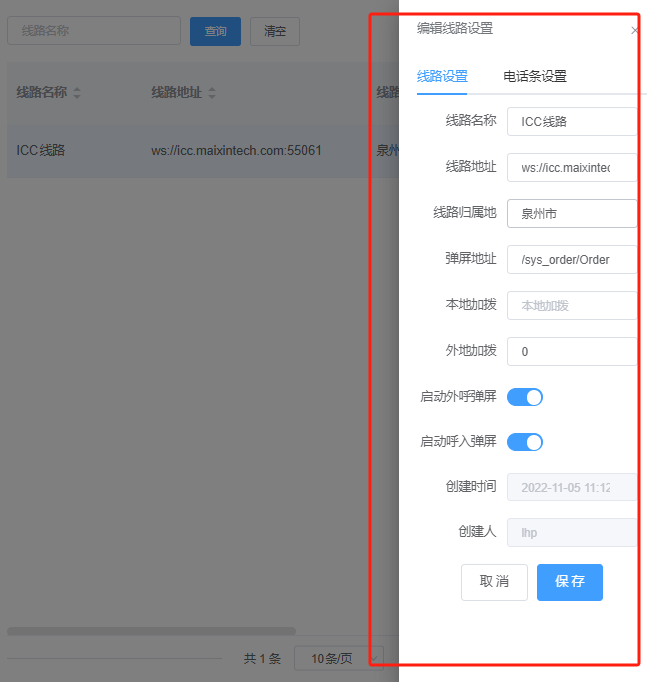 线路名称
查询
清空
线路名称
线路地址
线路
ICC线路
ws://icc.maixintech.com:55061
泉州
共 1 条
10条/页
编辑线路设置
线路设置
电话条设置
线路名称
ICC线路
线路地址
ws://icc.maixintec
线路归属地
泉州市
弹屏地址
/sys_order/Order
本地加拨
本地加拨
外地加拨
0
启动外呼弹屏
启动呼入弹屏
创建时间
2022-11-05 11:12
创建人
lhp
取 消
保 存